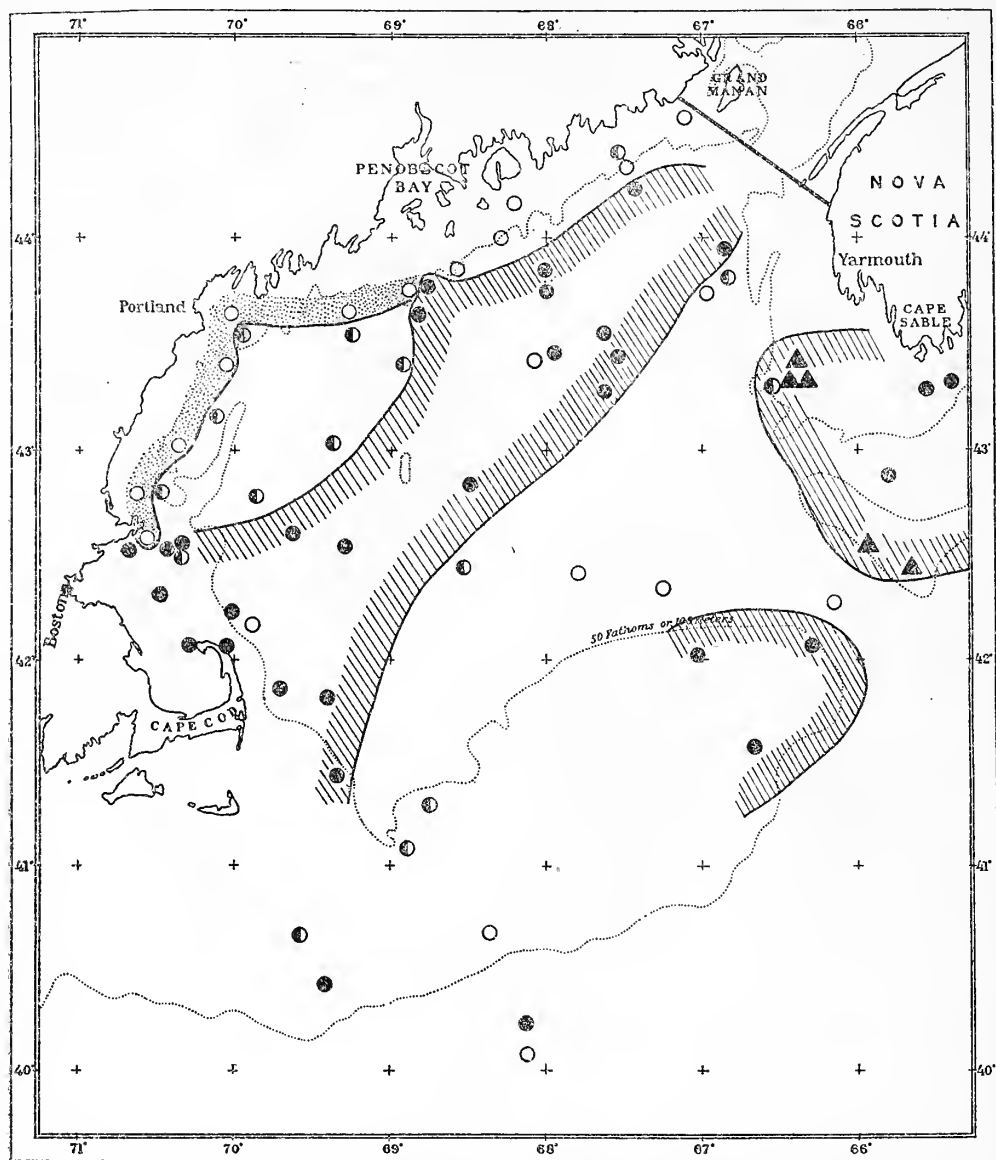 71° 70° 69° 68° 67° 66°
GRAND
MANAN
PENOBSCOT
BAY
NOVA
SCOTIA
44° 44°
Yarmouth
Portland
CAPE
SABLE
43° 43°
Boston
50 Fathoms or
42° 42°
CAPE COD
41° 41°
40° 40°
71° 70° 69° 68° 67° 66°